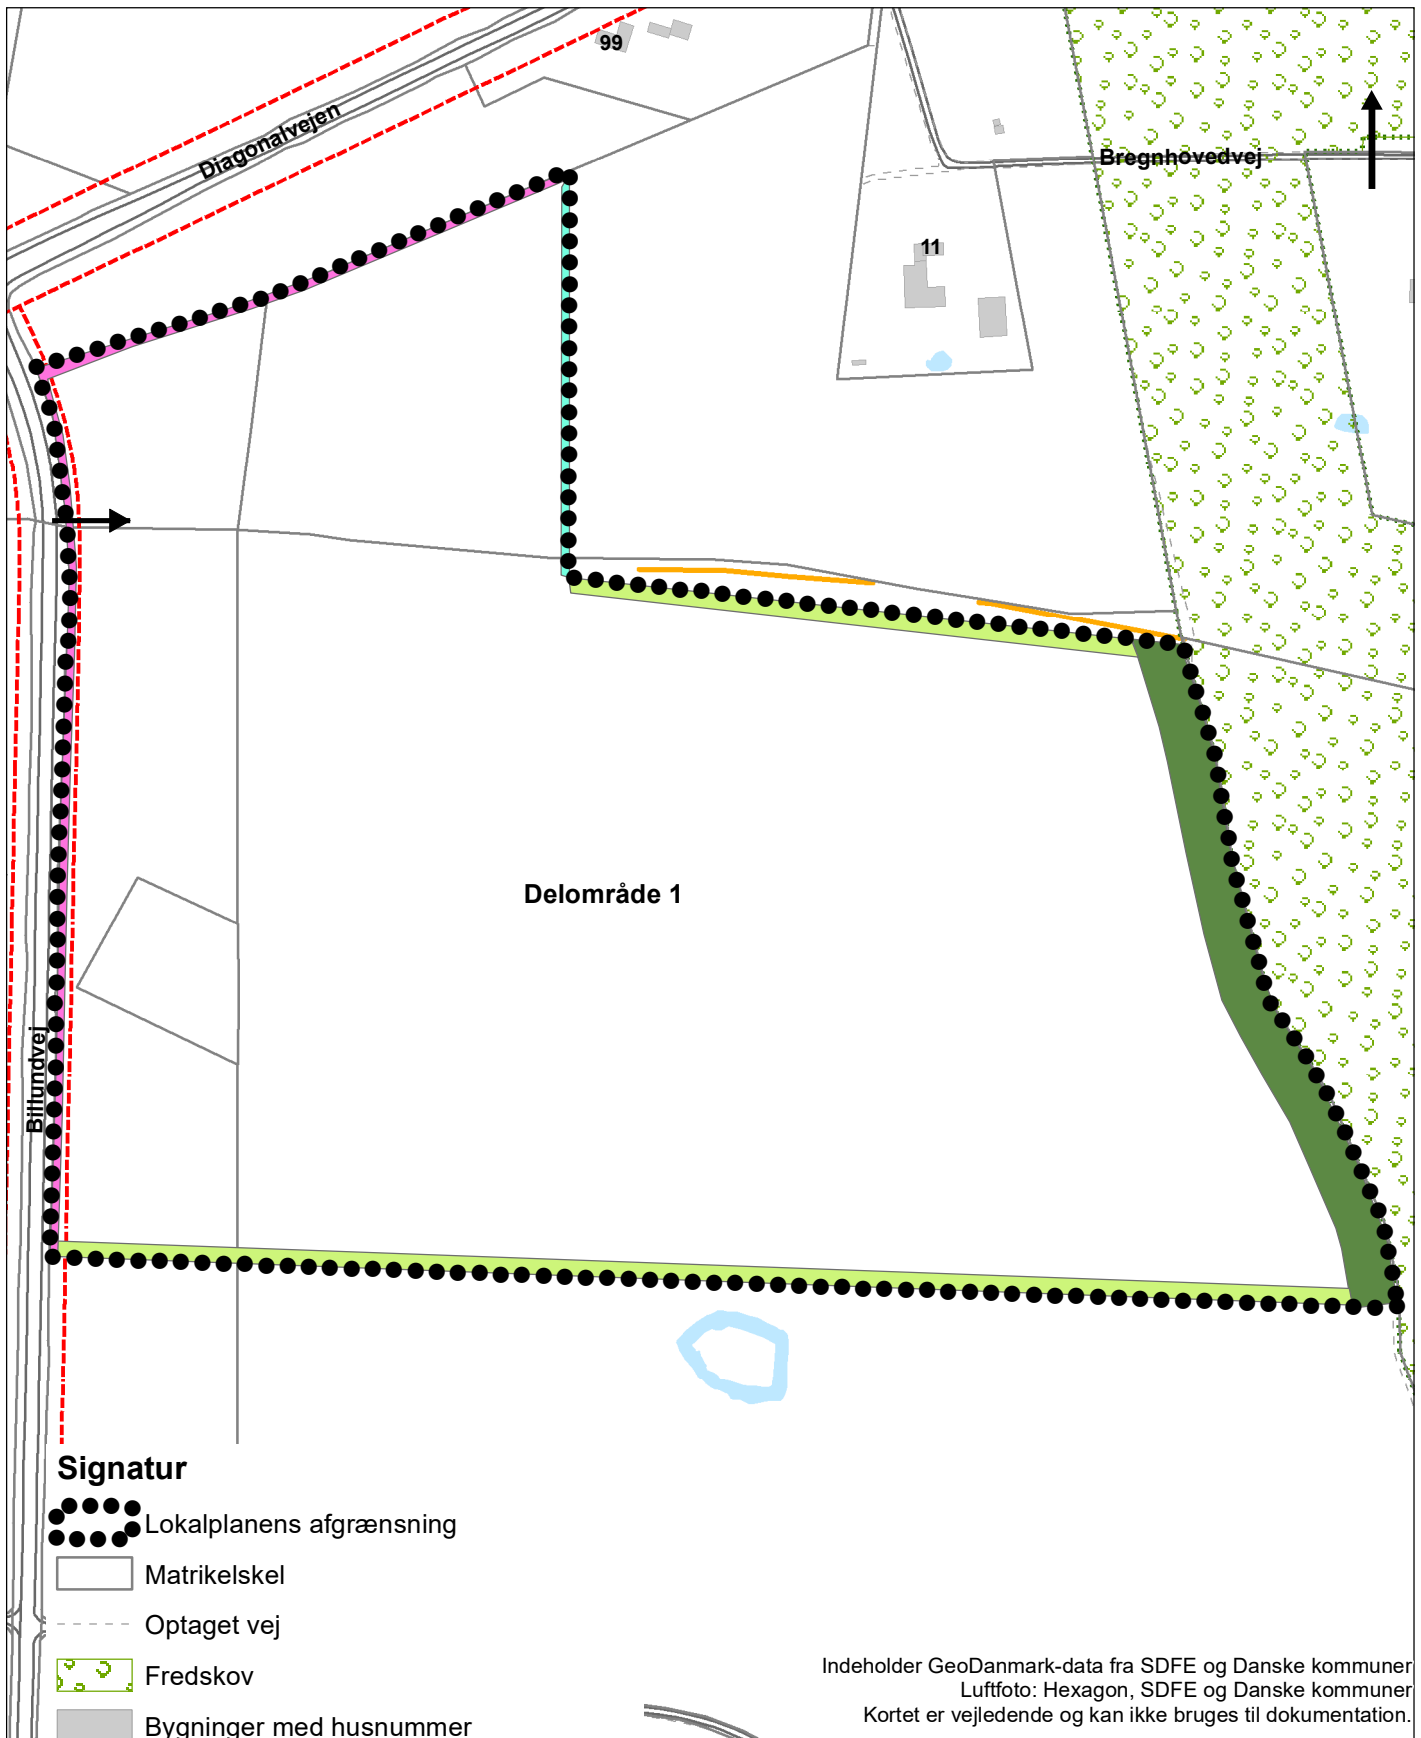 99
Diagonalvejen
Bregnhovedvej
11
Delområde 1
Billundvej
Signatur
Lokalplanens afgrænsning
Matrikelskel
Optaget vej
Fredskov
Bygninger med husnummer
Indeholder GeoDanmark-data fra SDFE og Danske kommuner
Luftfoto: Hexagon, SDFE og Danske kommuner
Kortet er vejledende og kan ikke bruges til dokumentation.